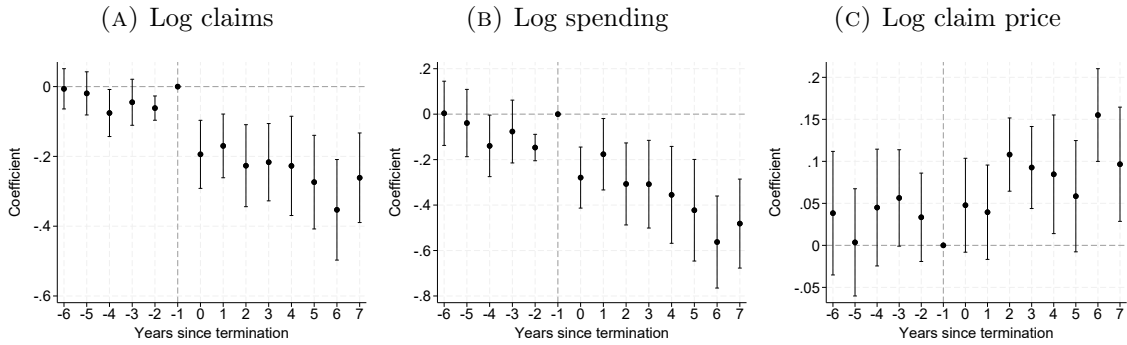 (A) Log claims
(B) Log spending
(C) Log claim price
Coefficient
0
-.2
-.4
-.6
-6 -5 -4 -3 -2 -1 0 1 2 3 4 5 6 7
Years since termination
Coefficient
.2
0
-.2
-.4
-.6
-.8
-6 -5 -4 -3 -2 -1 0 1 2 3 4 5 6 7
Years since termination
Coefficient
.2
.15
.1
.05
0
-.05
-6 -5 -4 -3 -2 -1 0 1 2 3 4 5 6 7
Years since termination